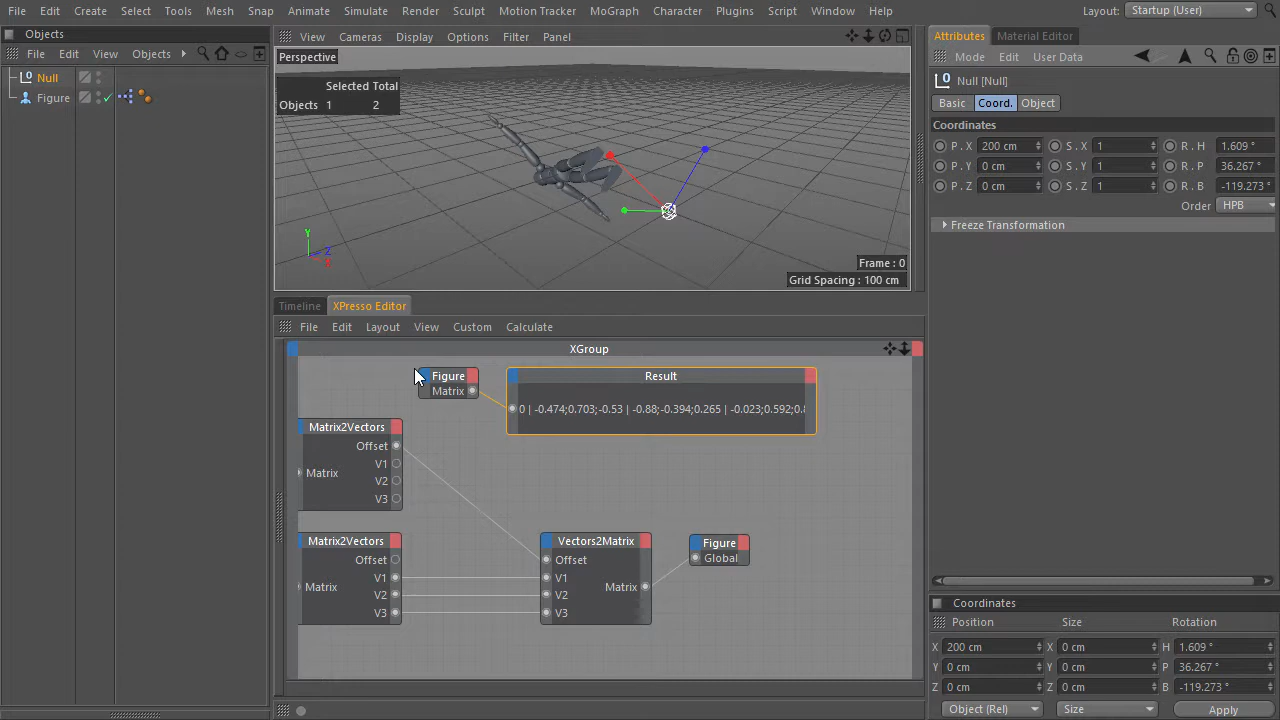 File Edit Create Select Tools Mesh Snap Animate Simulate Render Sculpt Motion Tracker MoGraph Character Plugins Script Window Help Layout: Startup (User)
Objects
File Edit View Objects
Null
Figure
View Cameras Display Options Filter Panel
Perspective
Selected Total
Objects 1 2
Y
Z
X
Frame : 0
Grid Spacing : 100 cm
Timeline XPresso Editor
File Edit Layout View Custom Calculate
XGroup
Figure
Matrix
Result
0 | -0.474;0.703;-0.53 | -0.88;-0.394;0.265 | -0.023;0.592;0.8
Matrix2Vectors
Offset
V1
Matrix
V2
V3
Matrix2Vectors
Offset
V1
Matrix
V2
V3
Vectors2Matrix
Offset
V1
V2
Matrix
V3
Figure
Global
Attributes Material Editor
Mode Edit User Data
Null [Null]
Basic Coord. Object
Coordinates
P . X 200 cm S . X 1 R . H 1.609 °
P . Y 0 cm S . Y 1 R . P 36.267 °
P . Z 0 cm S . Z 1 R . B -119.273 °
Order HPB
Freeze Transformation
Coordinates
Position Size Rotation
X 200 cm X 0 cm H 1.609 °
Y 0 cm Y 0 cm P 36.267 °
Z 0 cm Z 0 cm B -119.273 °
Object (Rel) Size Apply